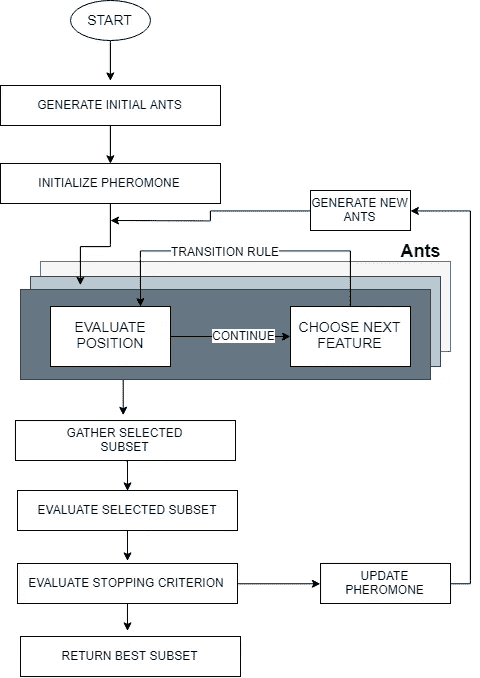 START
GENERATE INITIAL ANTS
INITIALIZE PHEROMONE
GENERATE NEW
ANTS
TRANSITION RULE
Ants
EVALUATE
POSITION
CONTINUE
CHOOSE NEXT
FEATURE
GATHER SELECTED
SUBSET
EVALUATE SELECTED SUBSET
EVALUATE STOPPING CRITERION
UPDATE
PHEROMONE
RETURN BEST SUBSET